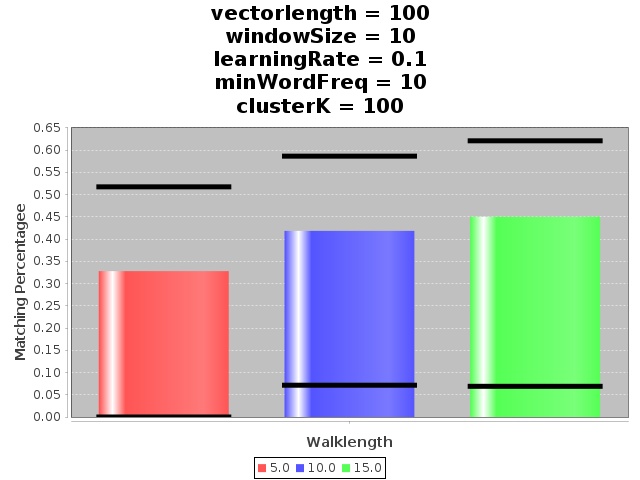 vectorlength = 100
windowSize = 10
learningRate = 0.1
minWordFreq = 10
clusterK = 100
0.65
0.60
0.55
0.50
0.45
0.40
0.35
0.30
0.25
0.20
0.15
0.10
0.05
0.00
Matching Percentagee
Walklength
5.0 10.0 15.0